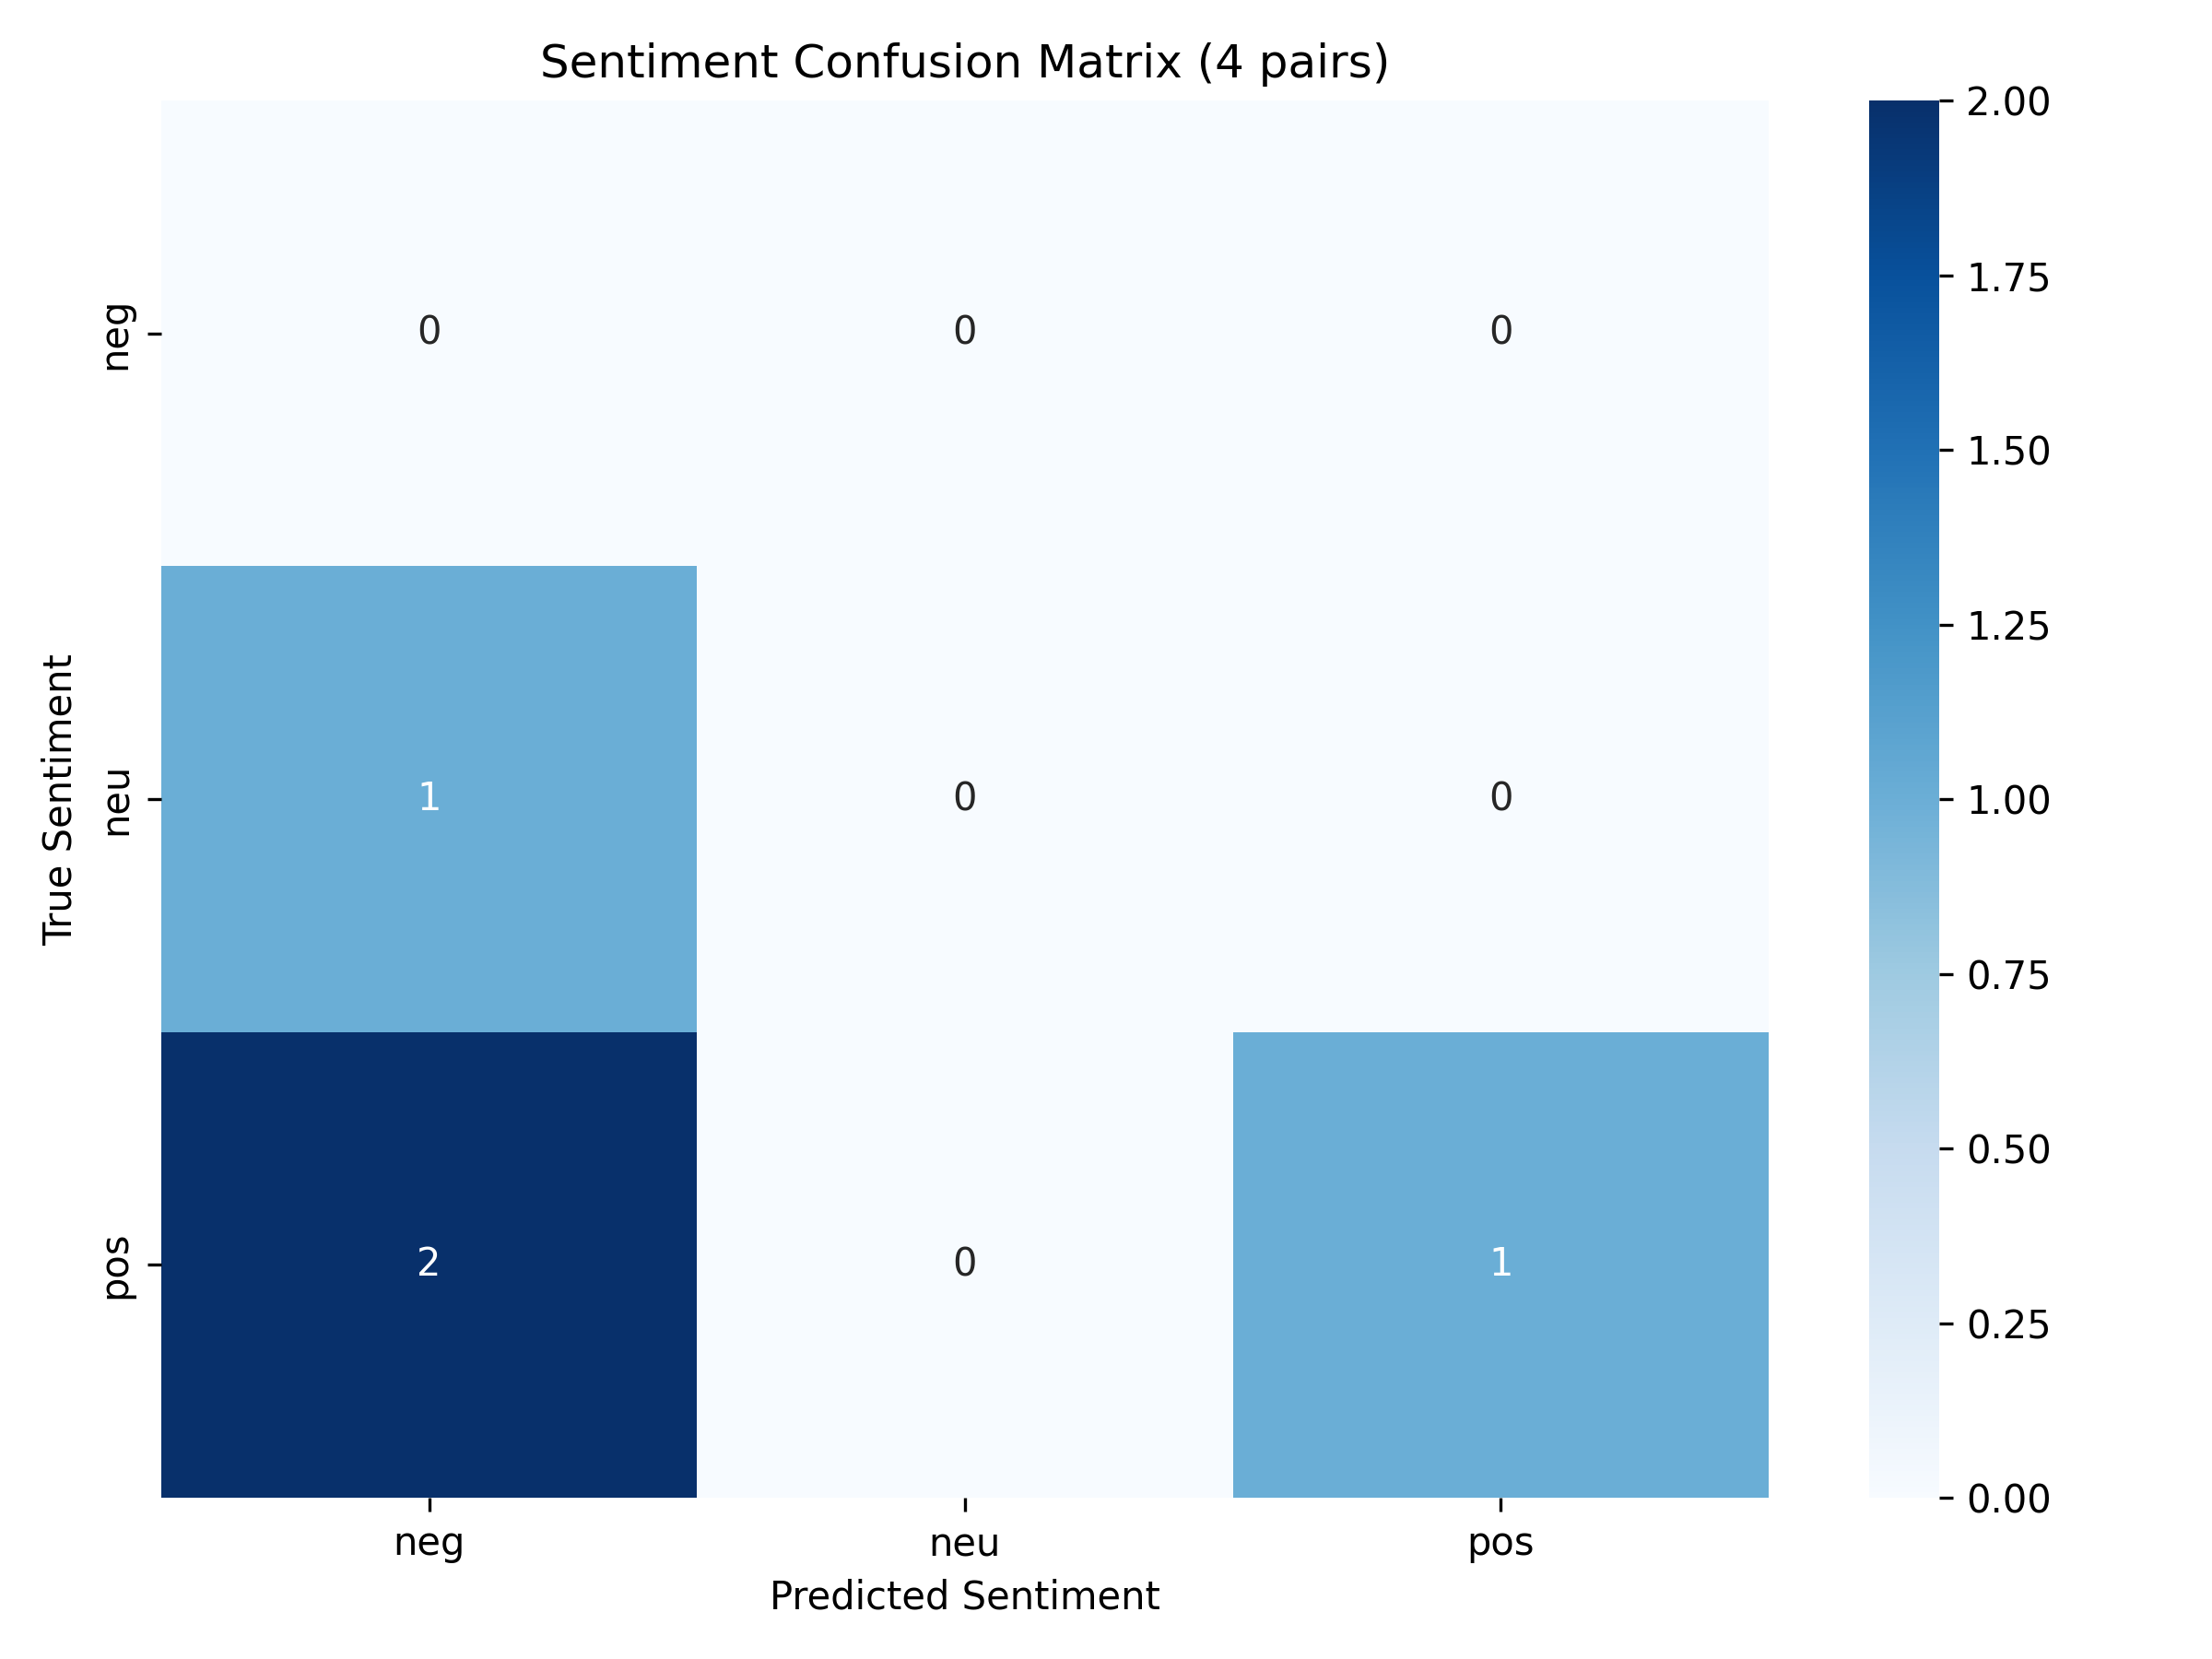 Sentiment Confusion Matrix (4 pairs)
True Sentiment
neg
0 0 0
neu
1 0 0
pos
2 0 1
neg neu pos
Predicted Sentiment
2.00
1.75
1.50
1.25
1.00
0.75
0.50
0.25
0.00